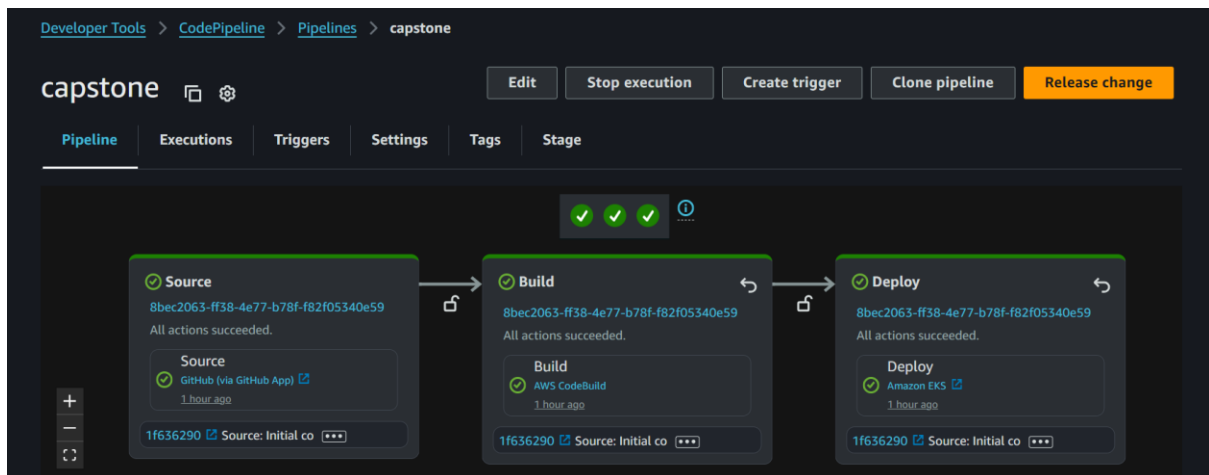 Developer Tools > CodePipeline > Pipelines > capstone
capstone
Edit
Stop execution
Create trigger
Clone pipeline
Release change
Pipeline
Executions
Triggers
Settings
Tags
Stage
Source
8bec2063-ff38-4e77-b78f-f82f05340e59
All actions succeeded.
Source
GitHub (via GitHub App)
1 hour ago
1f636290 Source: Initial co
Build
8bec2063-ff38-4e77-b78f-f82f05340e59
All actions succeeded.
Build
AWS CodeBuild
1 hour ago
1f636290 Source: Initial co
Deploy
8bec2063-ff38-4e77-b78f-f82f05340e59
All actions succeeded.
Deploy
Amazon EKS
1 hour ago
1f636290 Source: Initial co